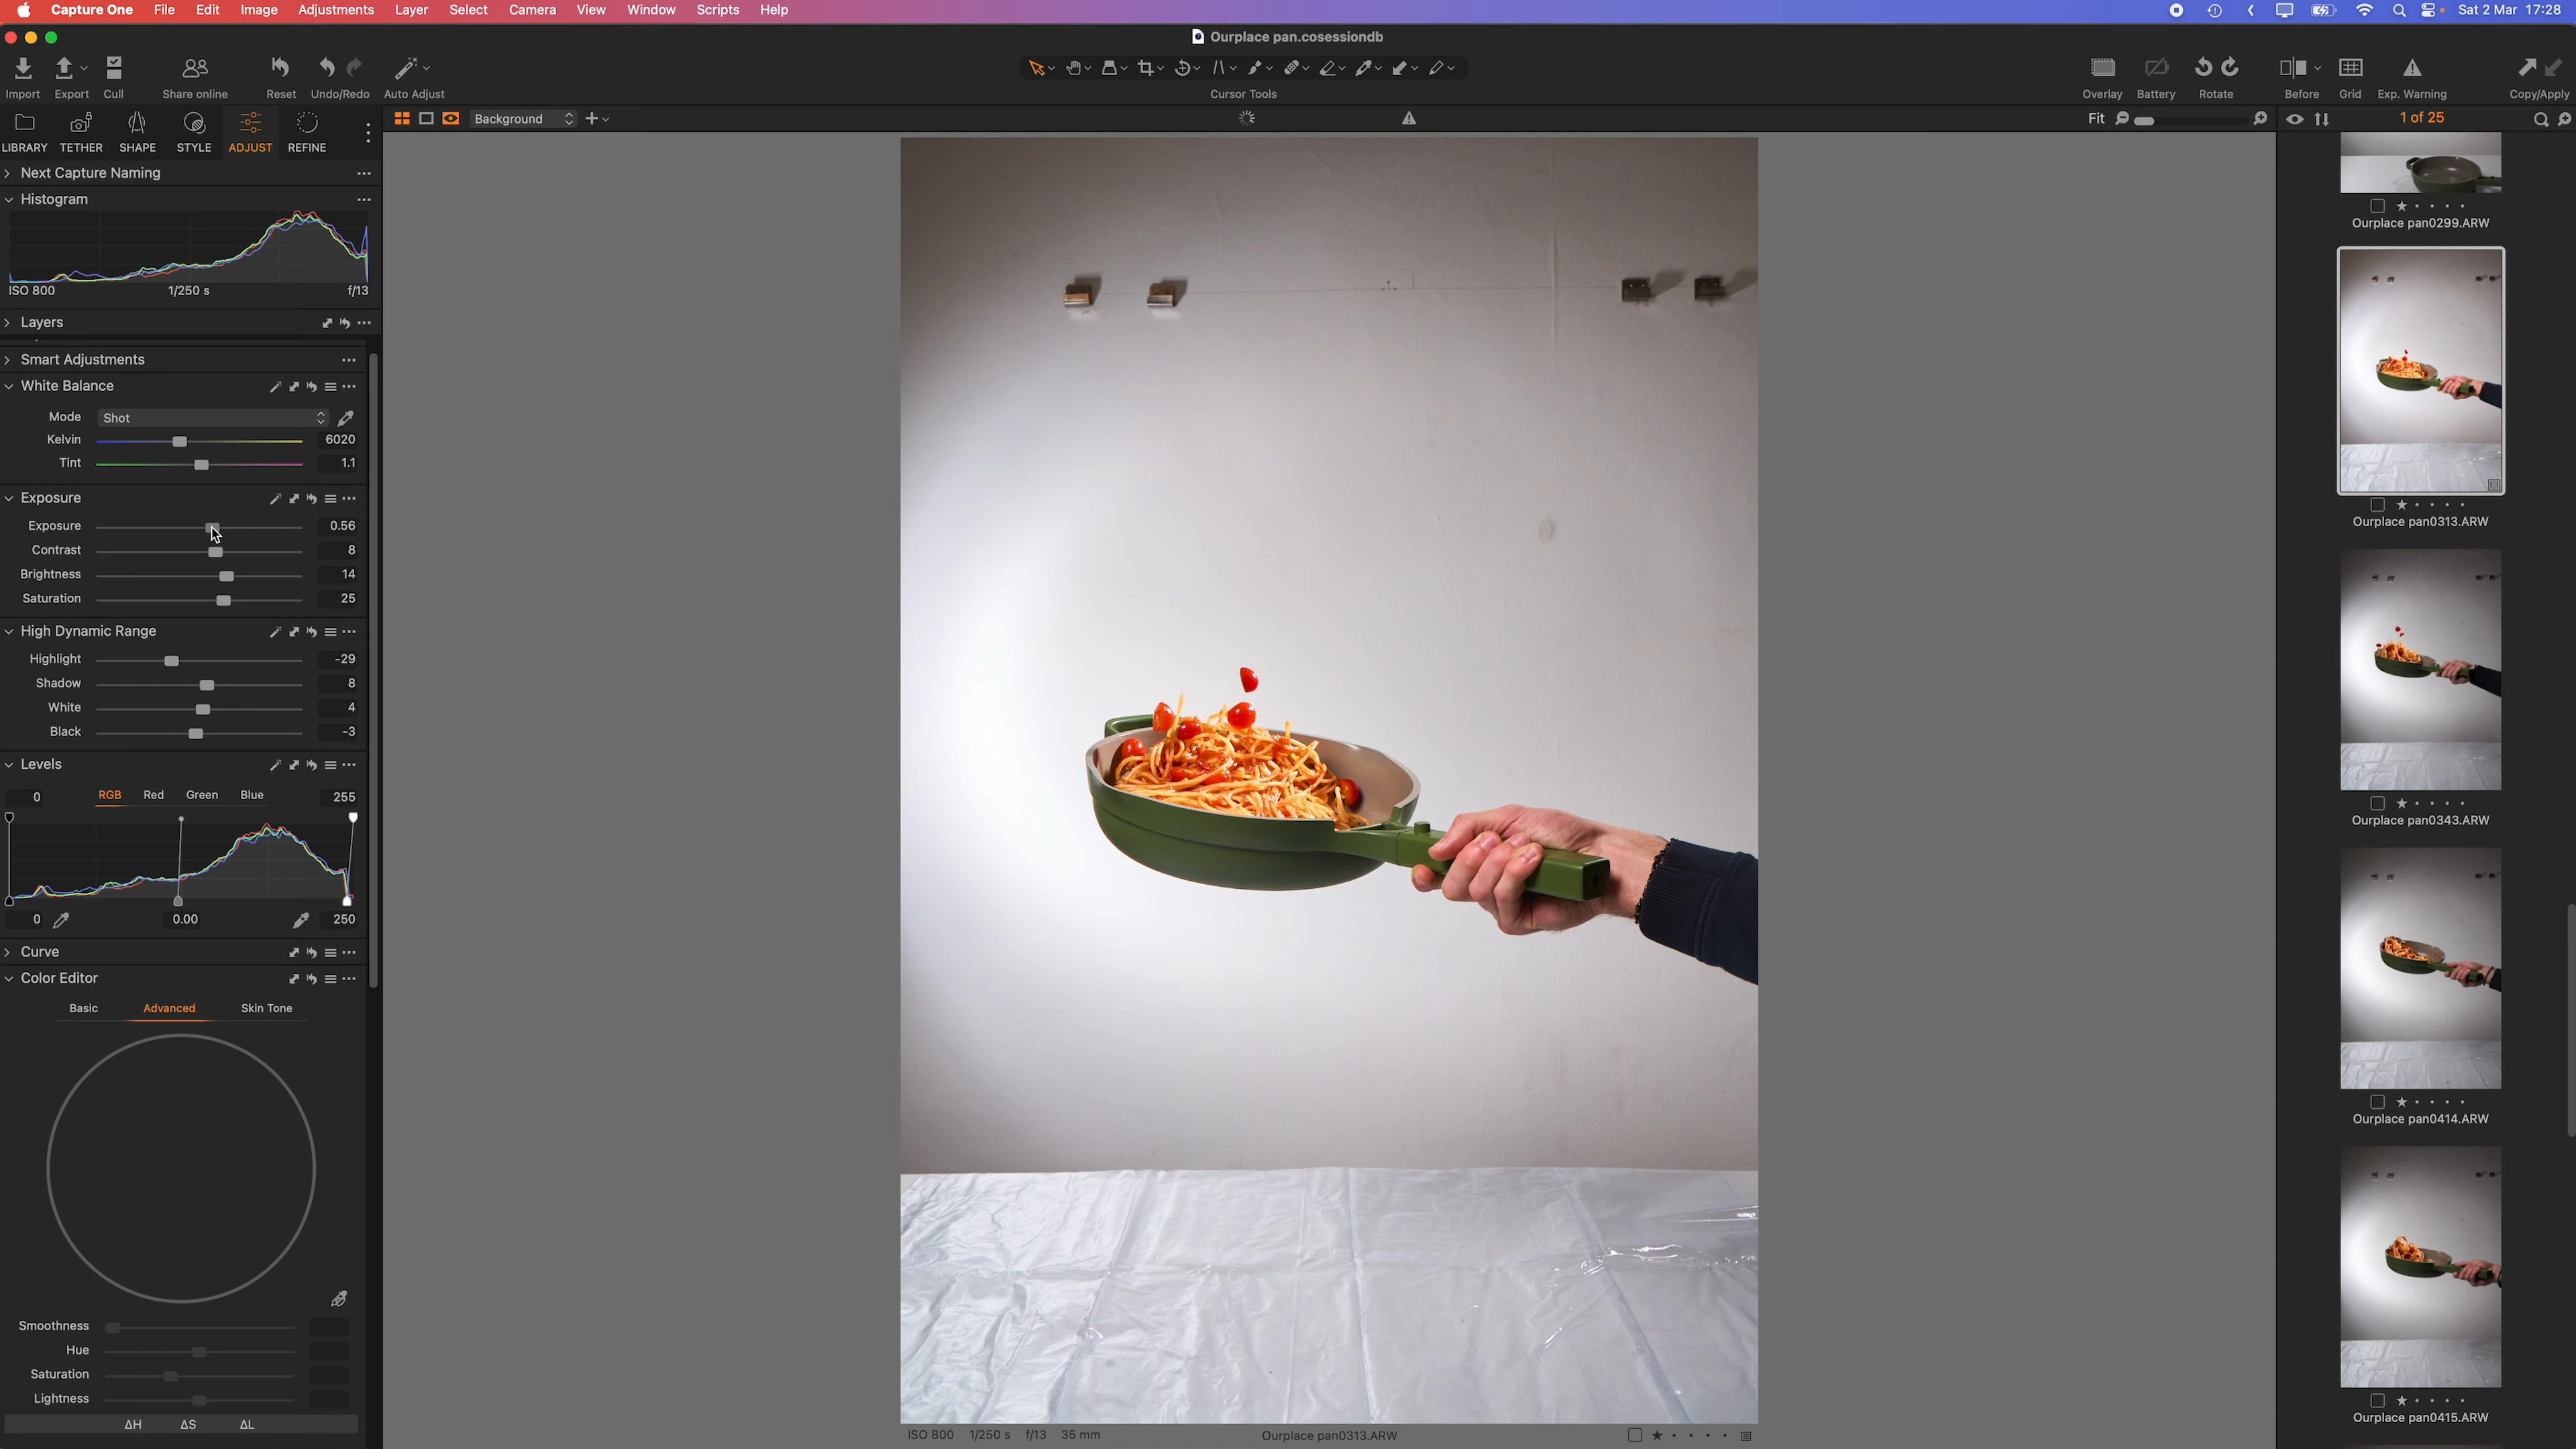 Capture One File Edit Image Adjustments Layer Select Camera View Window Scripts Help Sat 2 Mar 17:28
Ourplace pan.cosessiondb
Import Export Cull Share online Reset Undo/Redo Auto Adjust Cursor Tools Overlay Battery Rotate Before Grid Exp. Warning Copy/Apply
LIBRARY TETHER SHAPE STYLE ADJUST REFINE
Background
Fit
1 of 25
Next Capture Naming
Histogram
ISO 800 1/250 s f/13
Layers
Smart Adjustments
White Balance
Mode Shot
Kelvin 6020
Tint 1.1
Exposure
Exposure 0.56
Contrast 8
Brightness 14
Saturation 25
High Dynamic Range
Highlight -29
Shadow 8
White 4
Black -3
Levels
0 RGB Red Green Blue 255
0 0.00 250
Curve
Color Editor
Basic Advanced Skin Tone
Smoothness
Hue
Saturation
Lightness
ΔH ΔS ΔL
ISO 800 1/250 s f/13 35 mm Ourplace pan0313.ARW
Ourplace pan0299.ARW
Ourplace pan0313.ARW
Ourplace pan0343.ARW
Ourplace pan0414.ARW
Ourplace pan0415.ARW